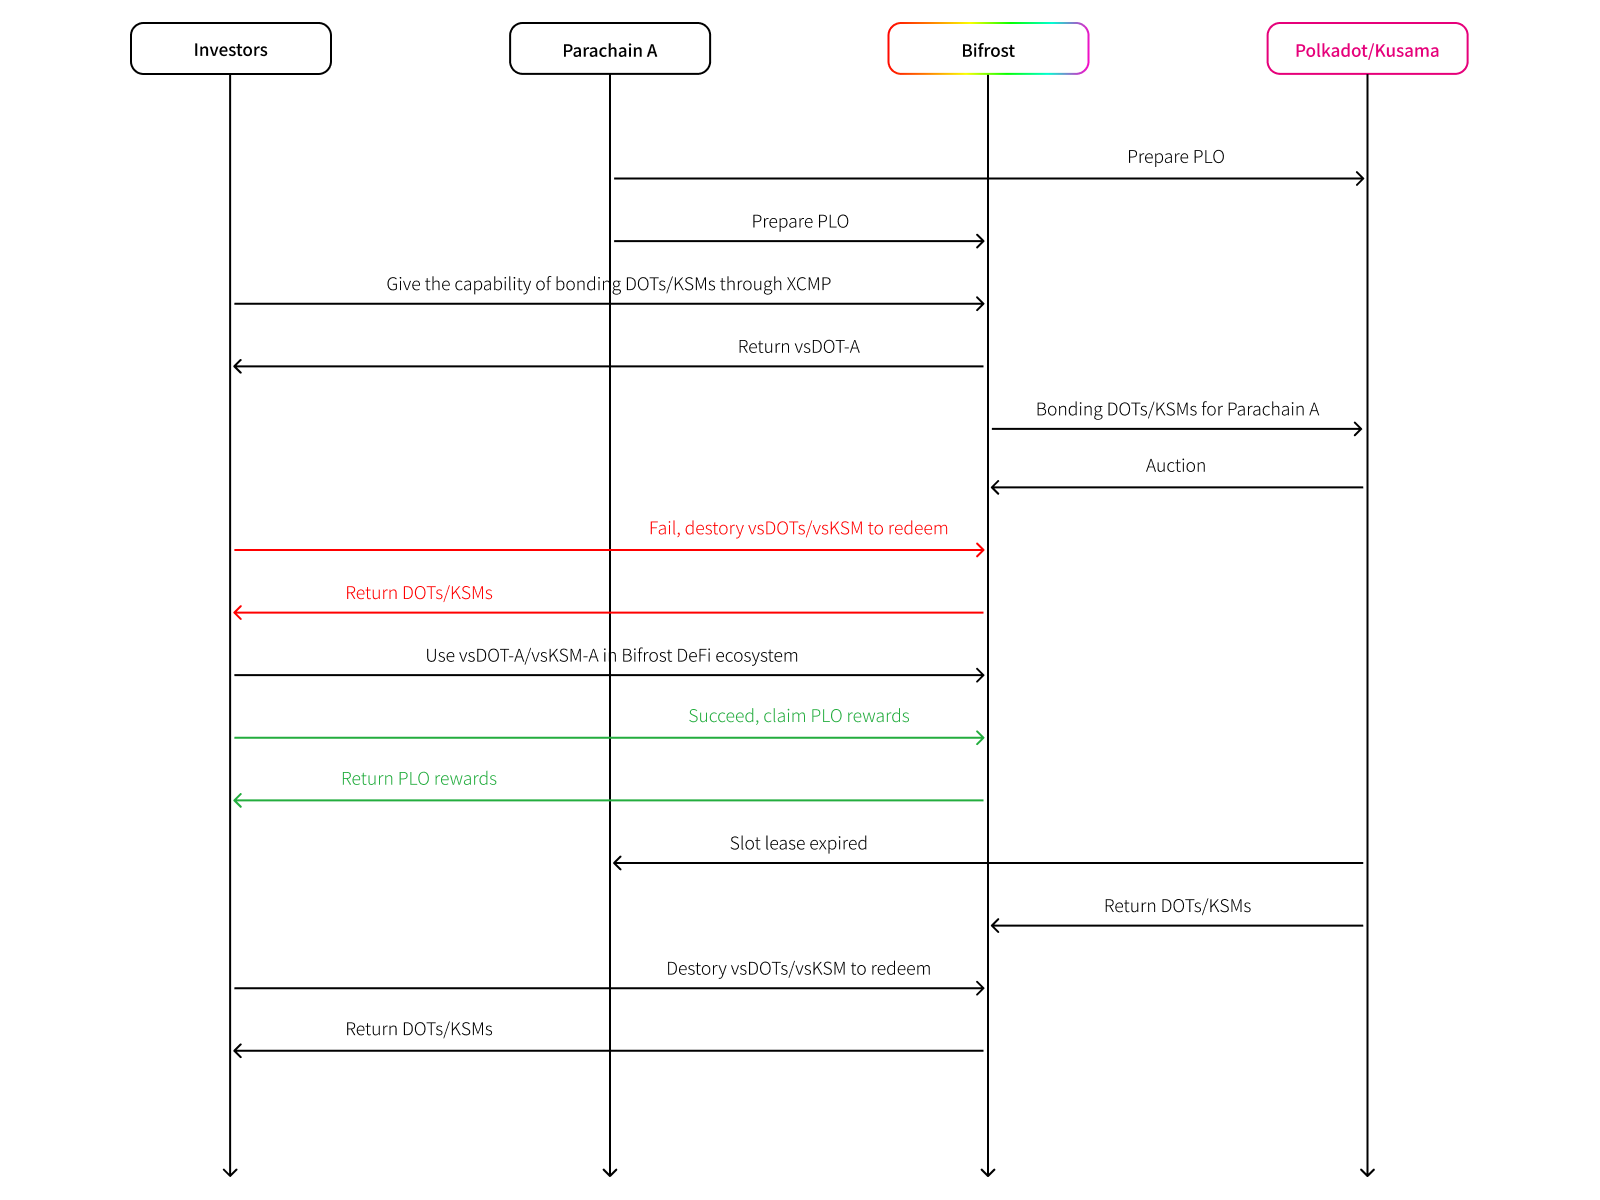 Investors
Parachain A
Bifrost
Polkadot/Kusama
Prepare PLO
Prepare PLO
Give the capability of bonding DOTs/KSMs through XCMP
Return vsDOT-A
Bonding DOTs/KSMs for Parachain A
Auction
Fail, destory vsDOTs/vsKSM to redeem
Return DOTs/KSMs
Use vsDOT-A/vsKSM-A in Bifrost DeFi ecosystem
Succeed, claim PLO rewards
Return PLO rewards
Slot lease expired
Return DOTs/KSMs
Destory vsDOTs/vsKSM to redeem
Return DOTs/KSMs